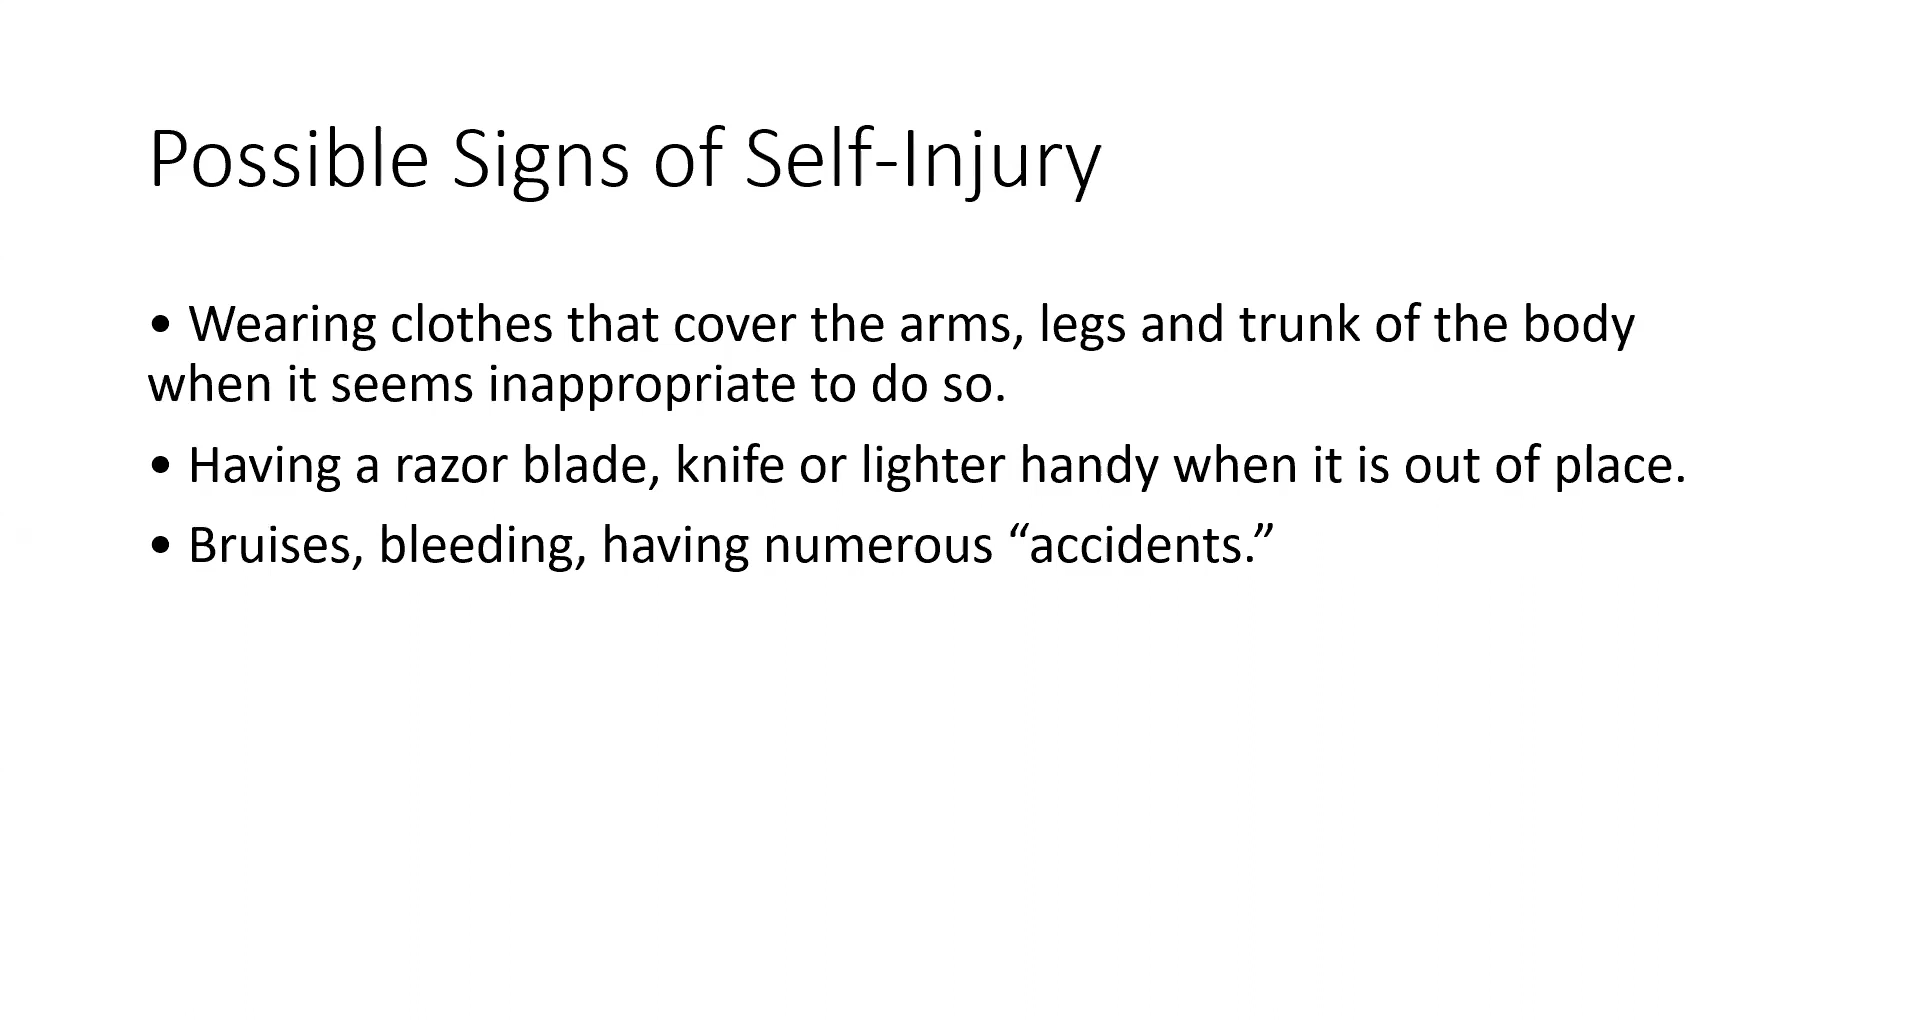 Possible Signs of Self-Injury
• Wearing clothes that cover the arms, legs and trunk of the body
when it seems inappropriate to do so.
• Having a razor blade, knife or lighter handy when it is out of place.
• Bruises, bleeding, having numerous “accidents.”